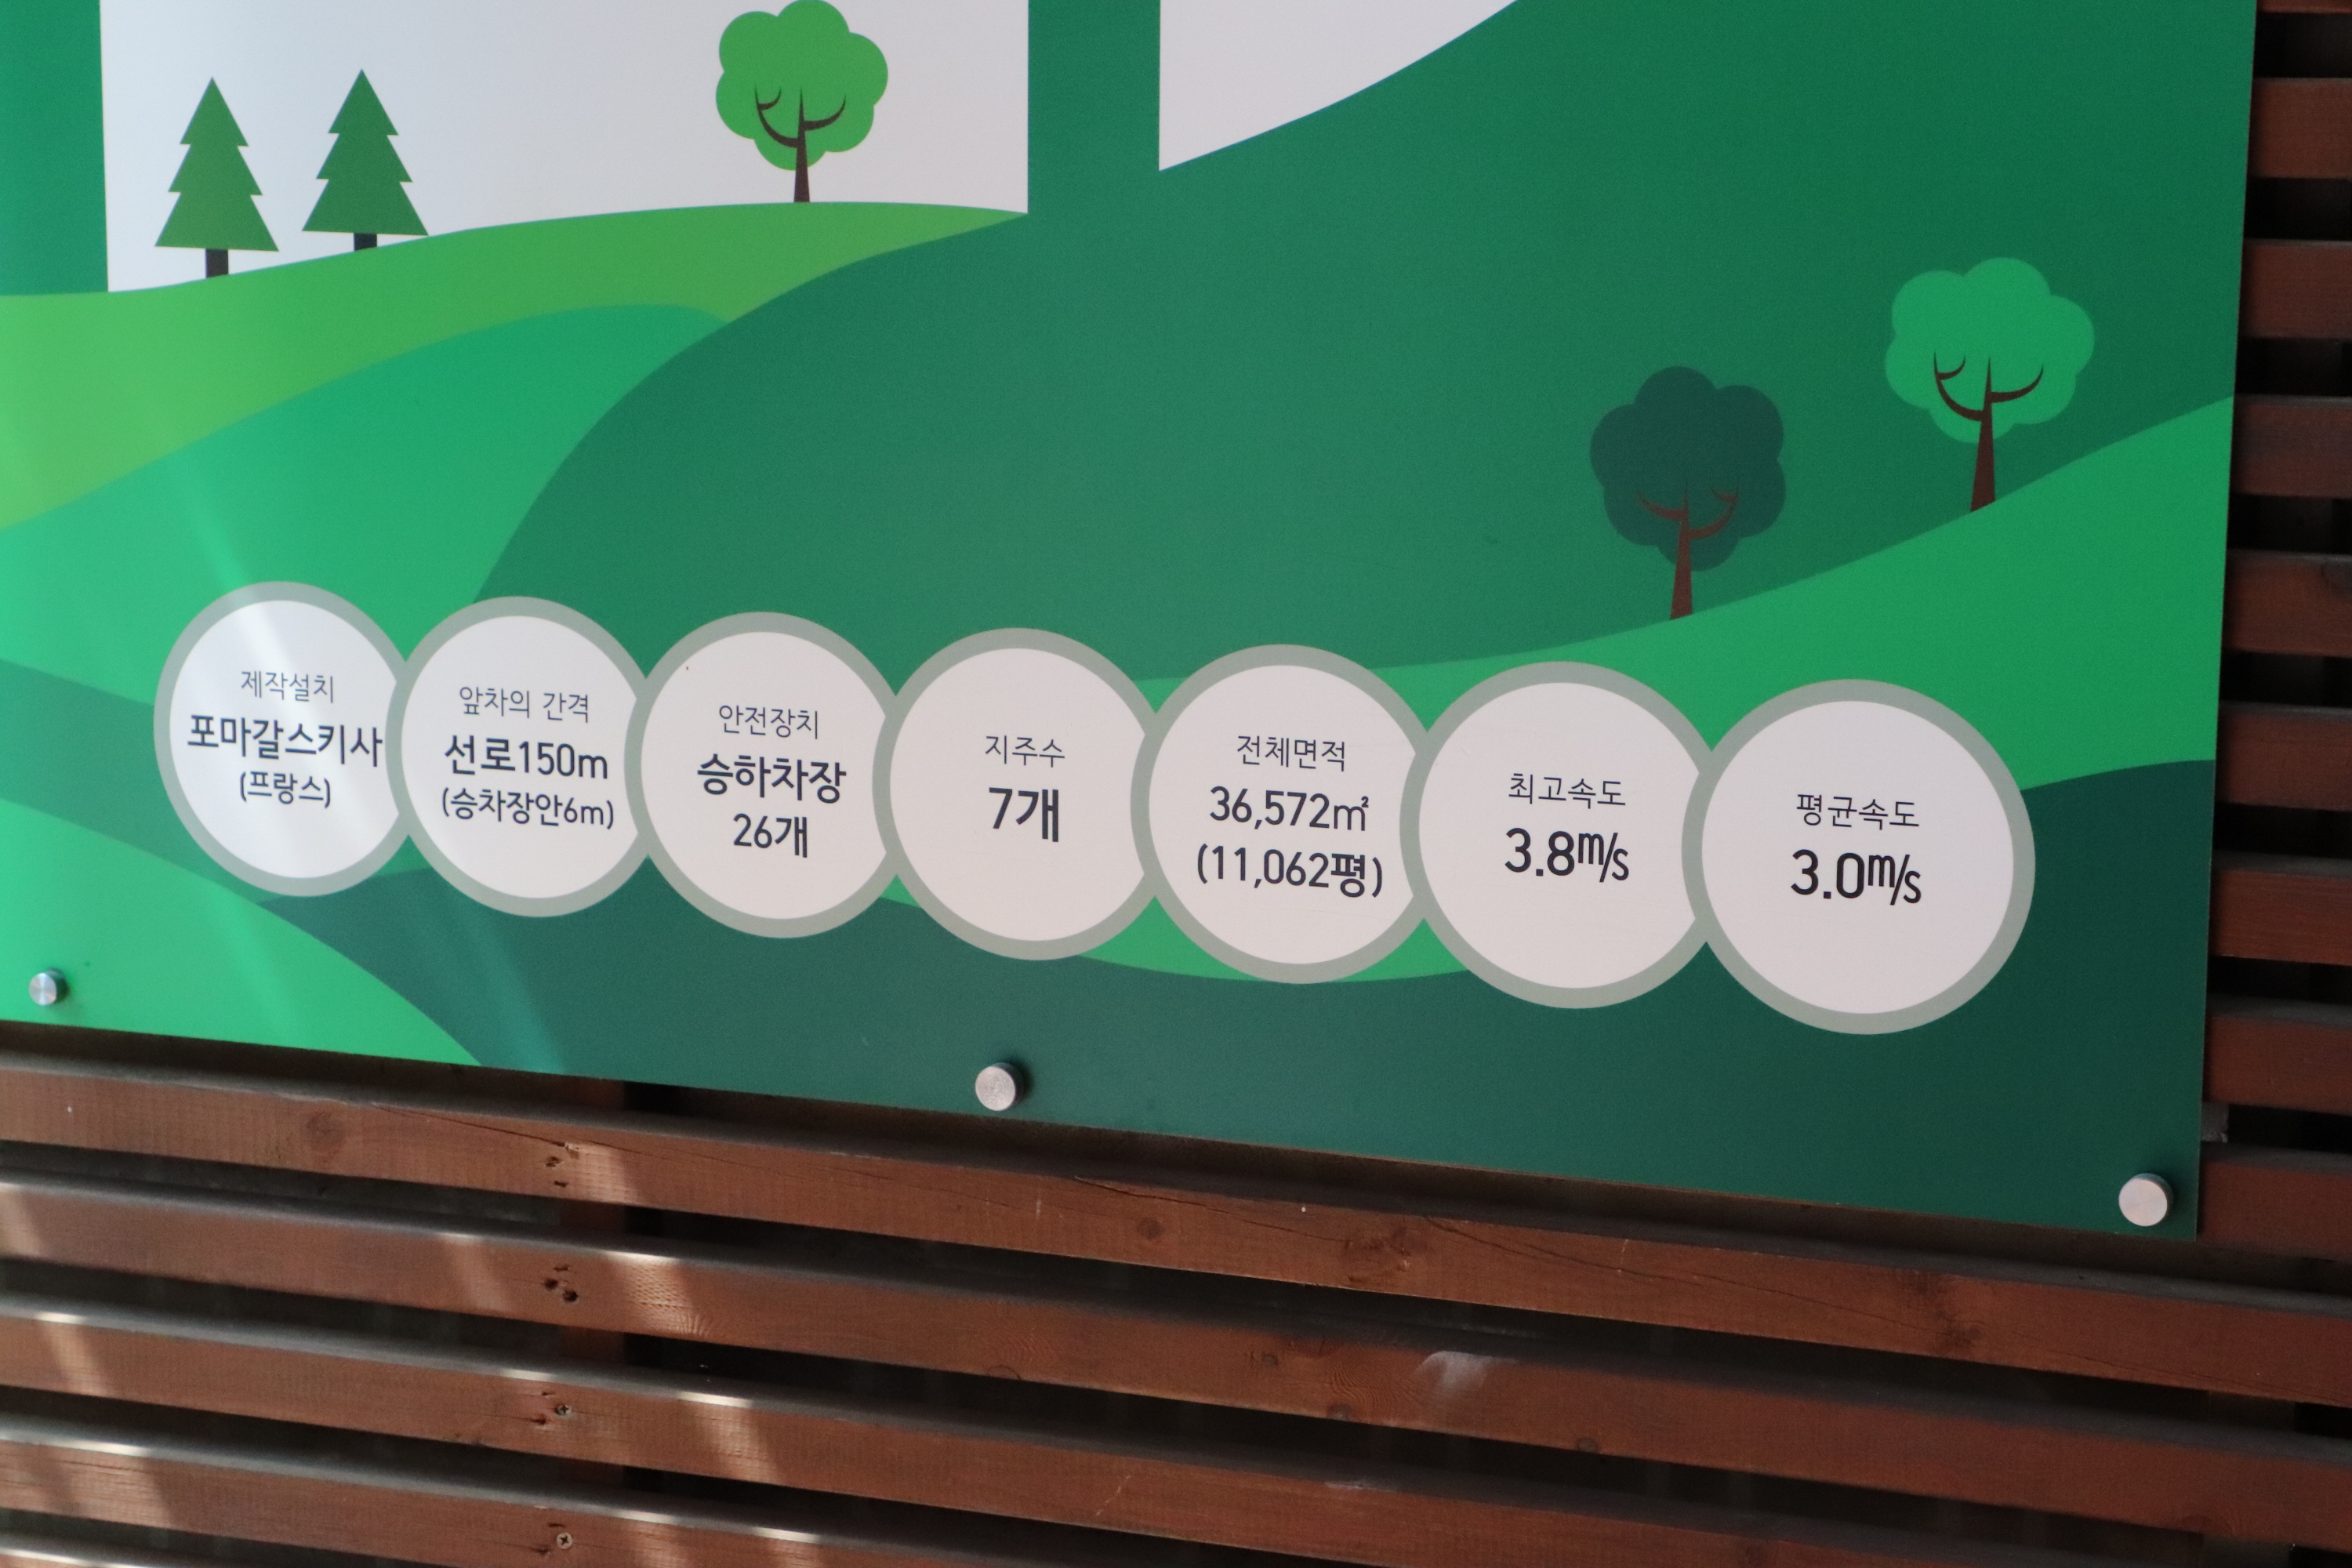 제작설치
포마갈스키사
(프랑스)
앞차의 간격
선로150m
(승차장안6m)
안전장치
승하차장
26개
지주수
7개
전체면적
36,572㎡
(11,062평)
최고속도
3.8㎧
평균속도
3.0㎧